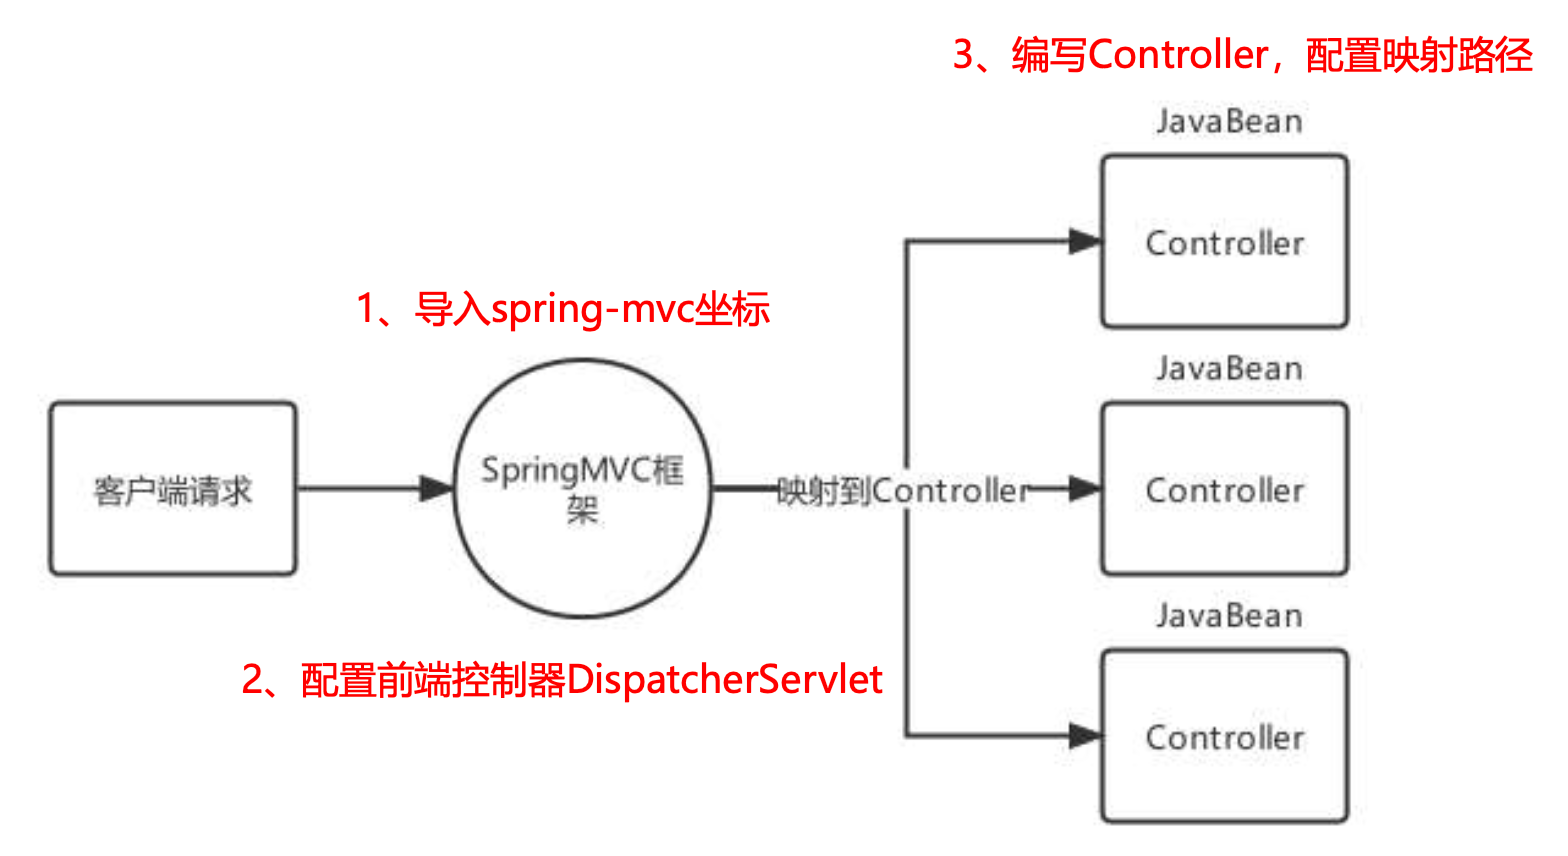 3、编写Controller，配置映射路径
JavaBean
Controller
1、导入spring-mvc坐标
JavaBean
客户端请求
SpringMVC框
架
映射到Controller
Controller
2、配置前端控制器DispatcherServlet
JavaBean
Controller